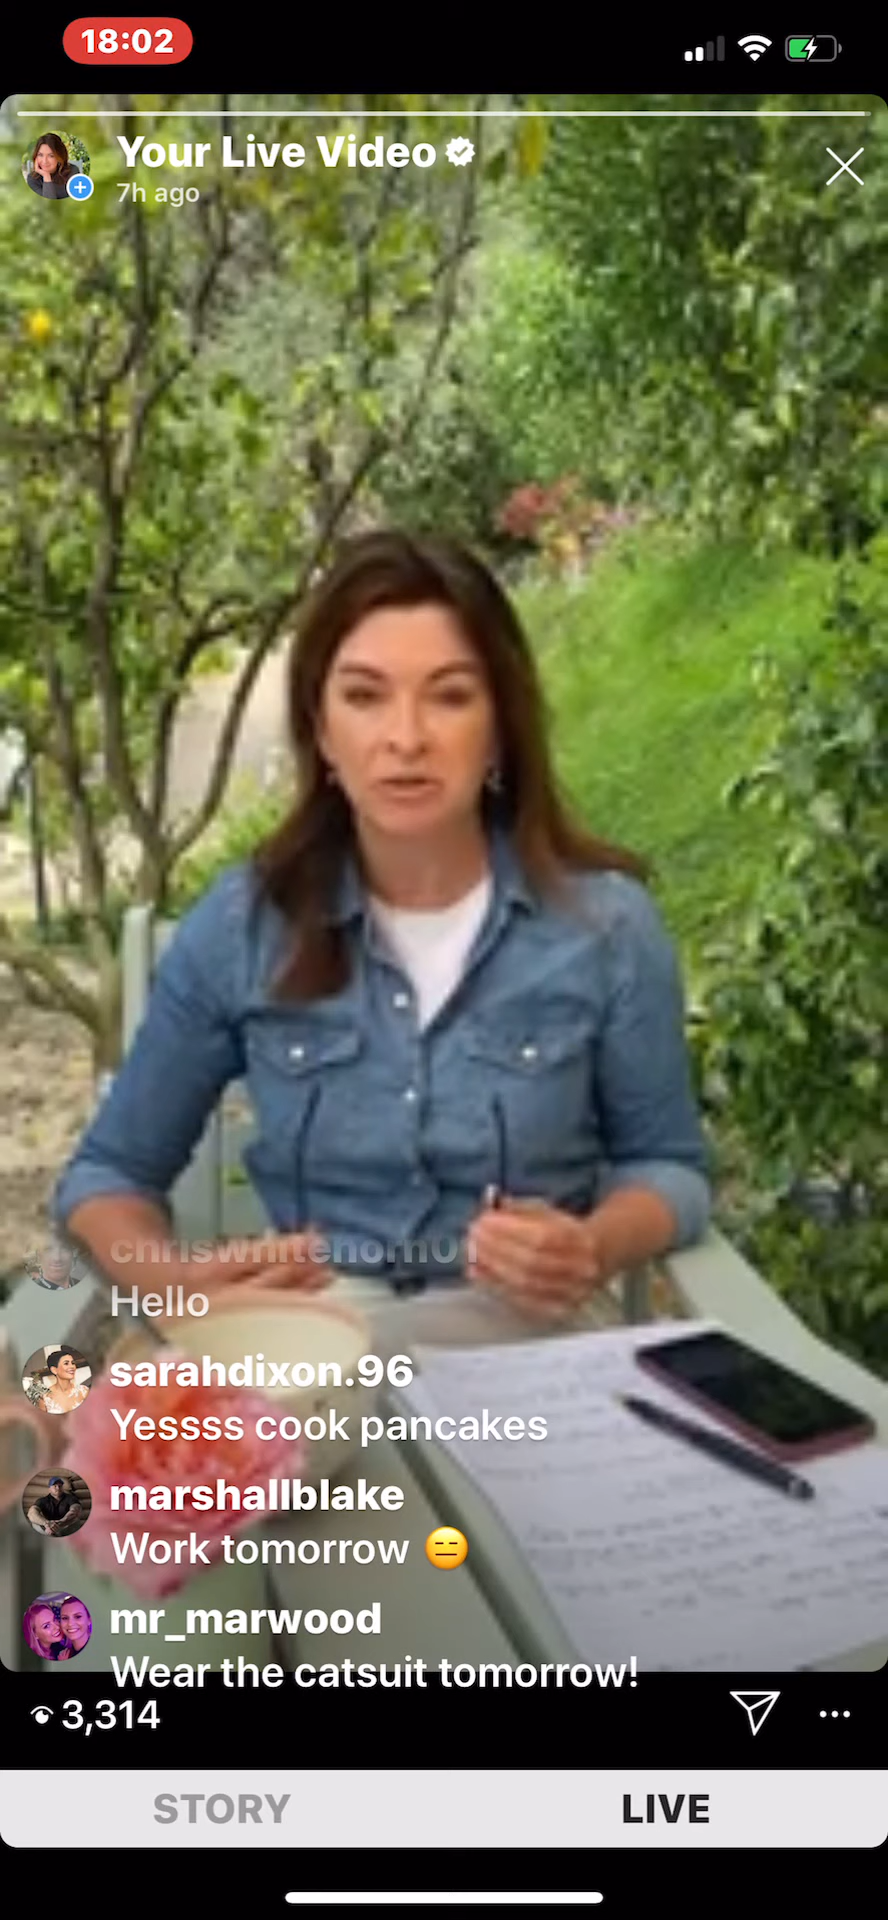 18:02
Your Live Video
7h ago
chriswhitehorn01
Hello
sarahdixon.96
Yessss cook pancakes
marshallblake
Work tomorrow 😑
mr_marwood
Wear the catsuit tomorrow!
3,314
STORY
LIVE